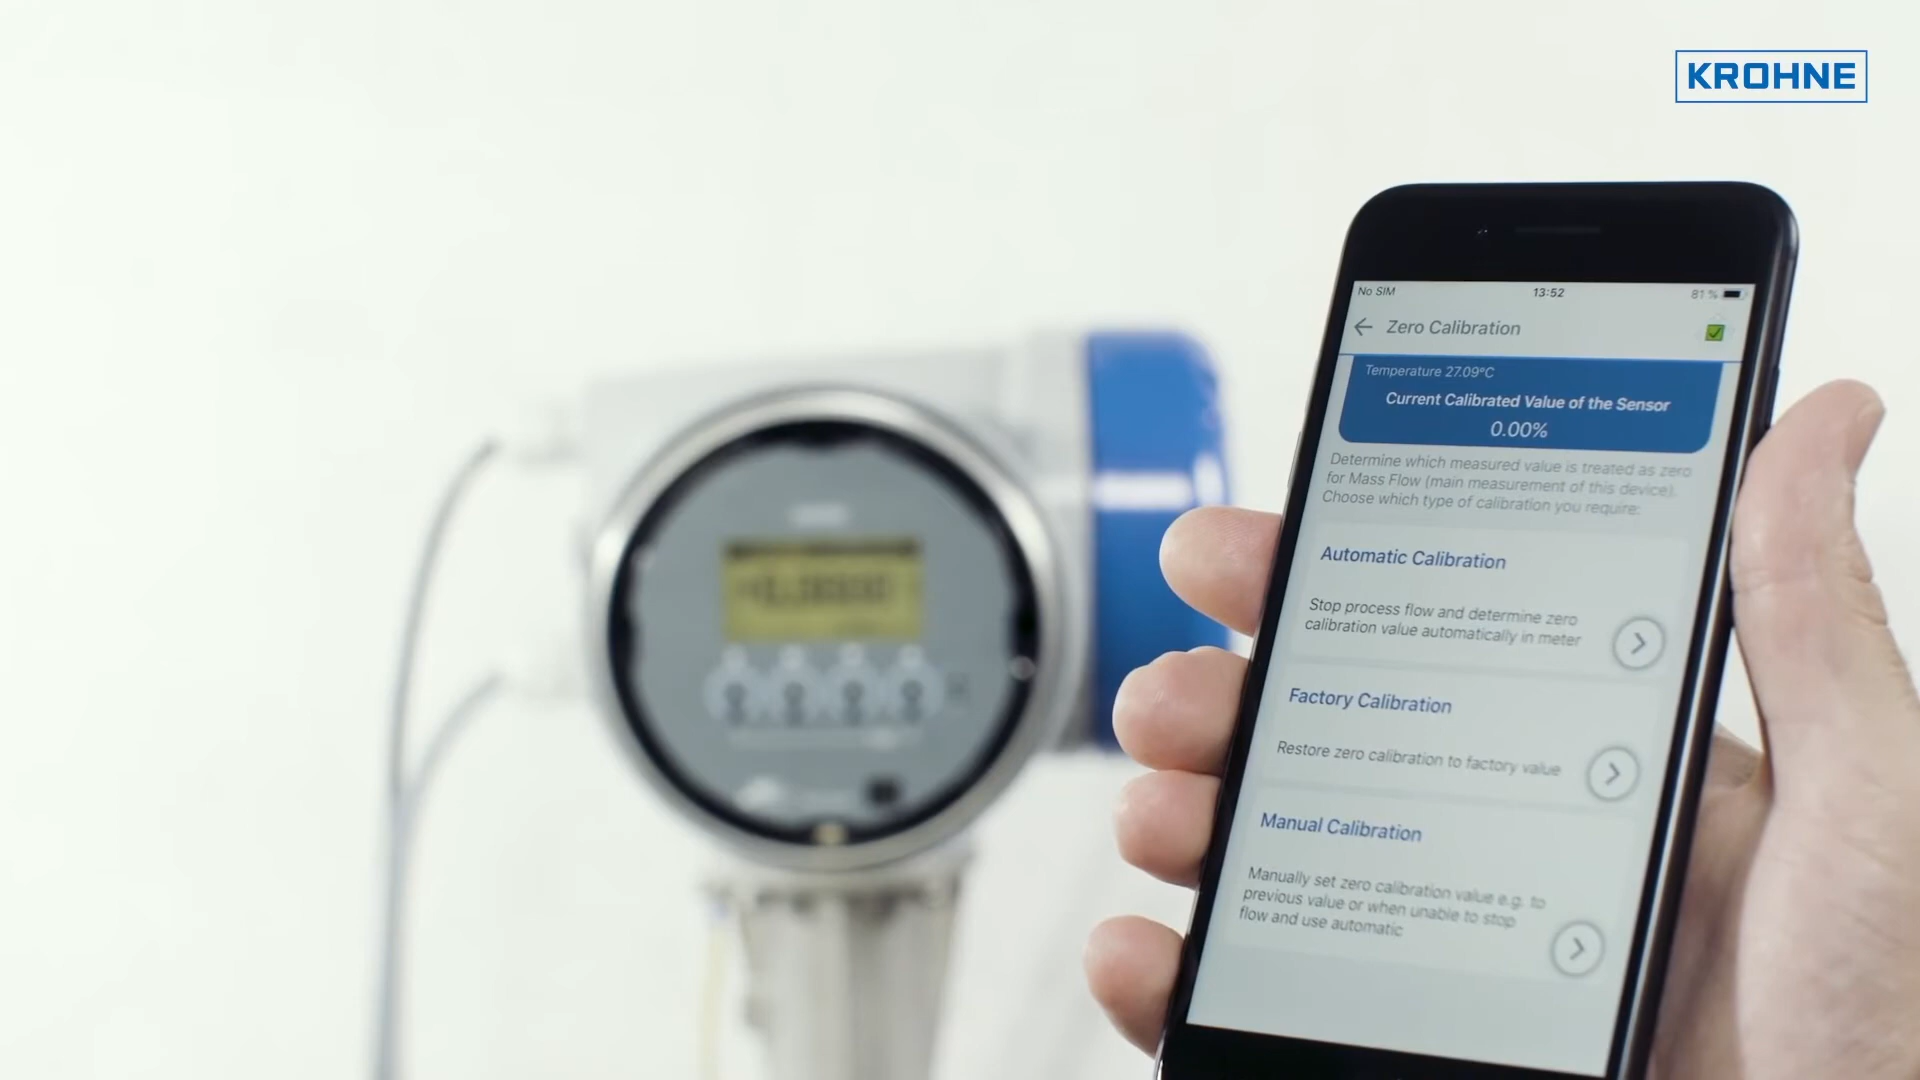 KROHNE
No SIM 13:52 81 %
Zero Calibration
Temperature 27.09°C
Current Calibrated Value of the Sensor
0.00%
Determine which measured value is treated as zero
for Mass Flow (main measurement of this device).
Choose which type of calibration you require:
Automatic Calibration
Stop process flow and determine zero
calibration value automatically in meter
Factory Calibration
Restore zero calibration to factory value
Manual Calibration
Manually set zero calibration value e.g. to
previous value or when unable to stop
flow and use automatic